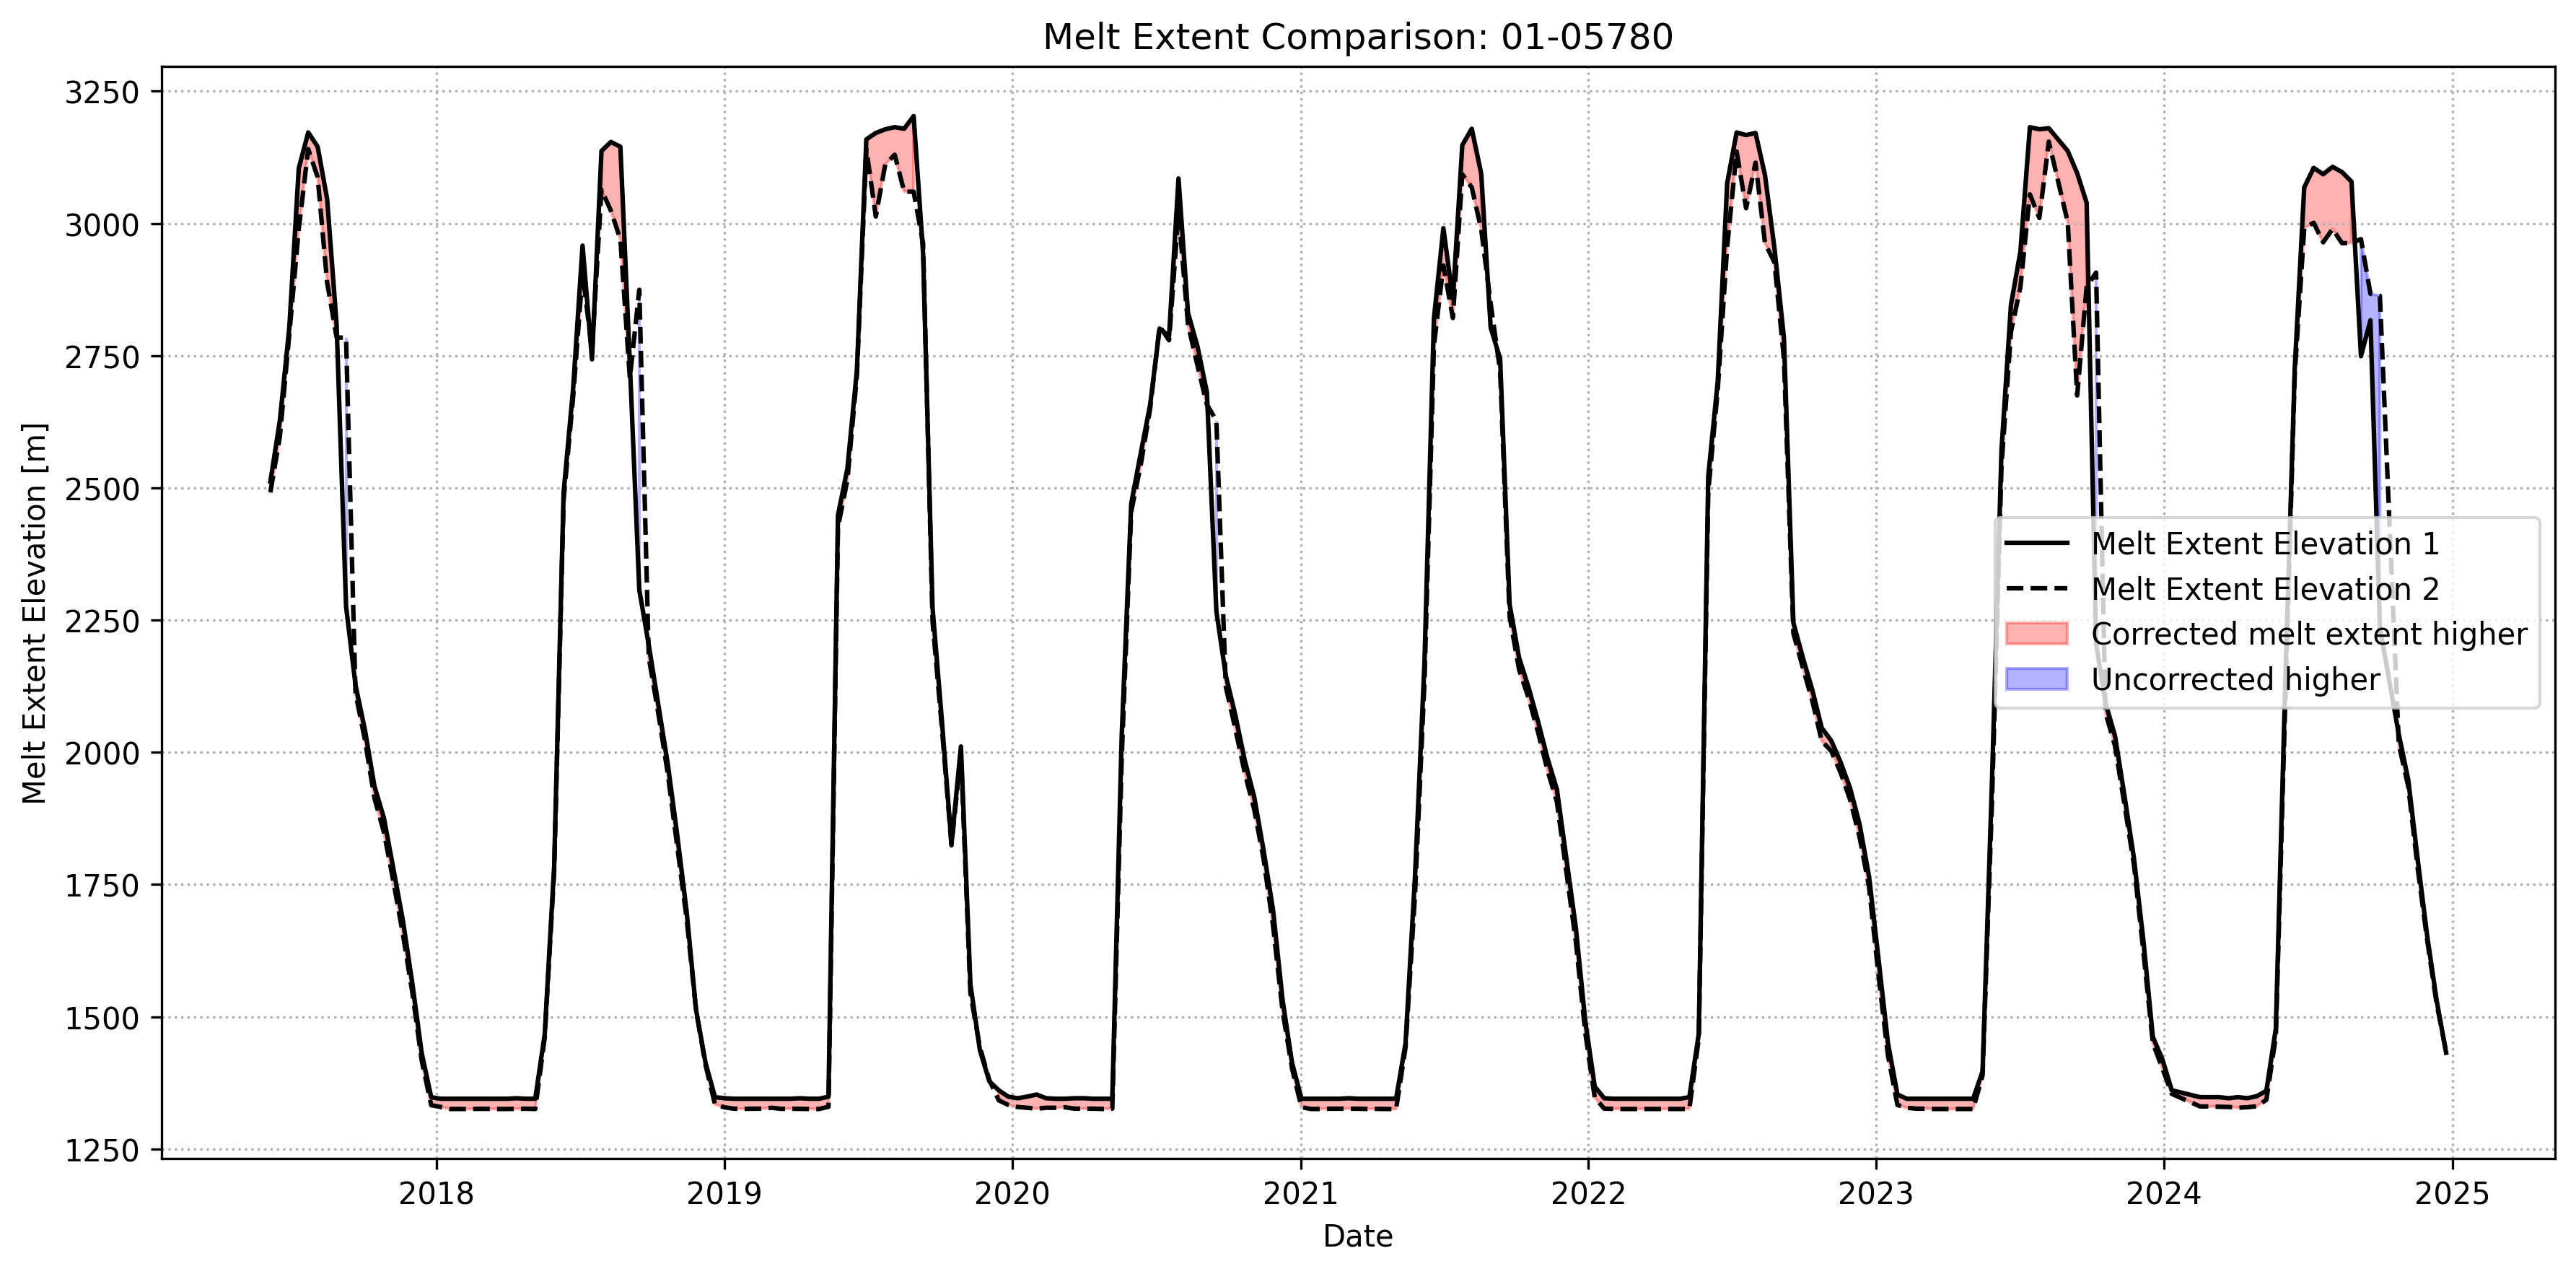 Melt Extent Comparison: 01-05780
Melt Extent Elevation [m]
3250
3000
2750
2500
2250
2000
1750
1500
1250
Melt Extent Elevation 1
Melt Extent Elevation 2
Corrected melt extent higher
Uncorrected higher
2018 2019 2020 2021 2022 2023 2024 2025
Date